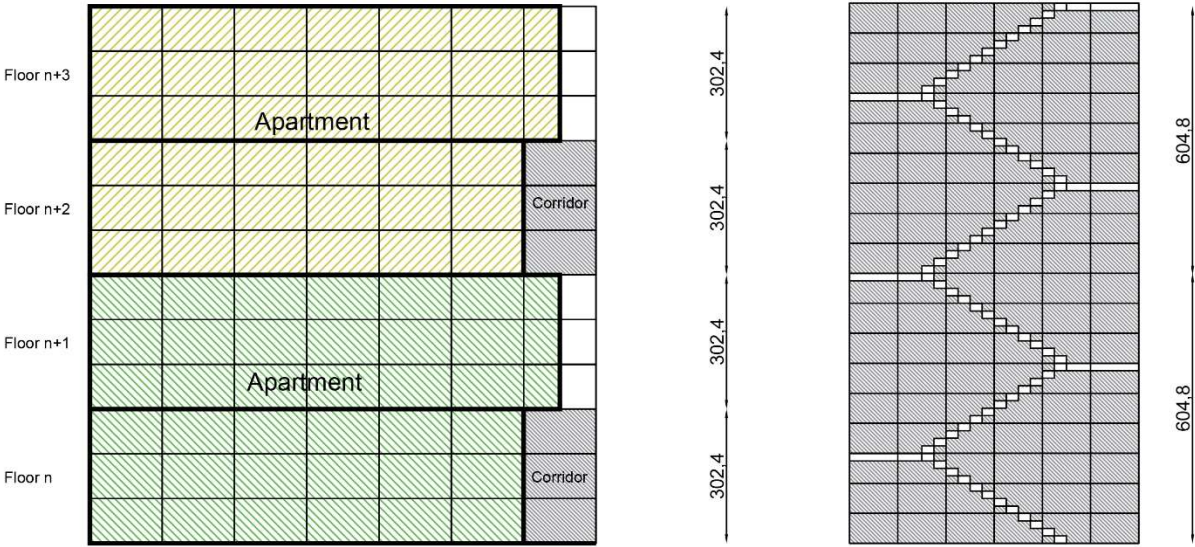 Floor n+3
Apartment
302,4
604,8
Floor n+2
Corridor
302,4
Floor n+1
Apartment
302,4
604,8
Floor n
Corridor
302,4